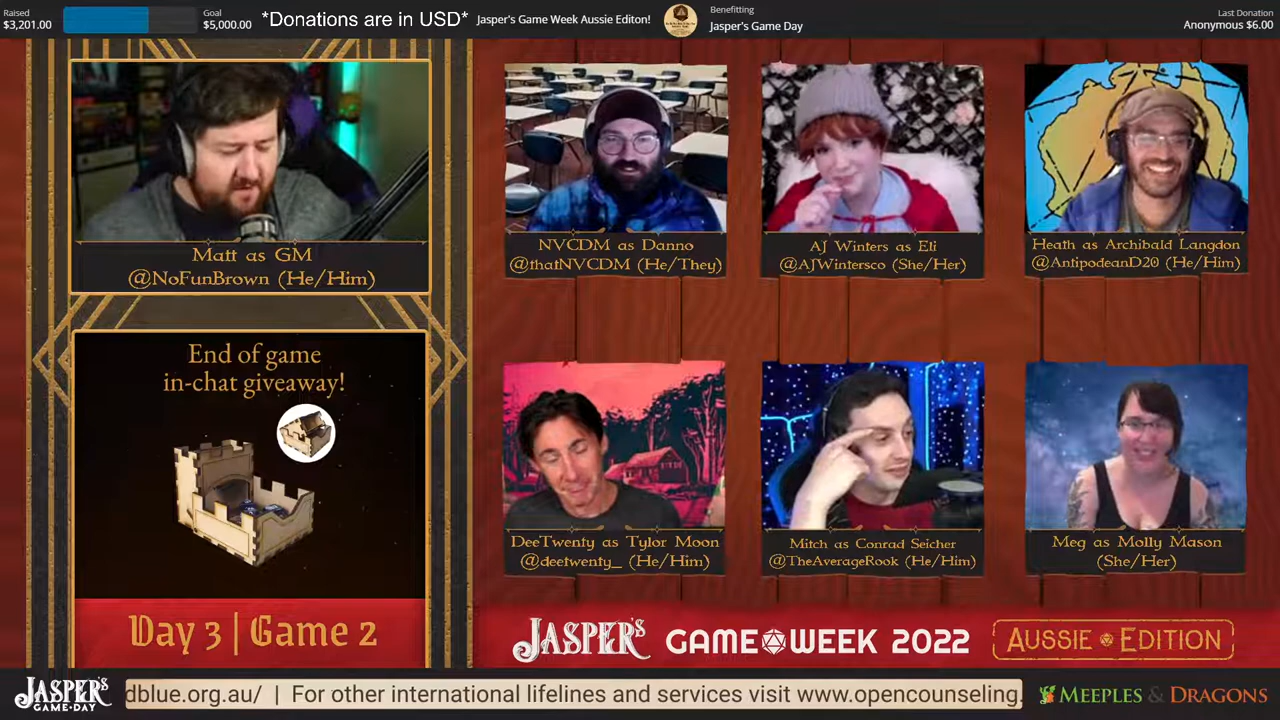 Raised
$3,201.00
Goal
$5,000.00
*Donations are in USD*
Jasper's Game Week Aussie Editon!
Benefitting
Jasper's Game Day
Last Donation
Anonymous $6.00
Matt as GM
@NoFunBrown (He/Him)
NVCDM as Danno
@thatNVCDM (He/They)
AJ Winters as Eli
@AJWintersco (She/Her)
Heath as Archibald Langdon
@AntipodeanD20 (He/Him)
End of game
in-chat giveaway!
DeeTwenty as Tylor Moon
@deetwenty_ (He/Him)
Mitch as Conrad Seicher
@TheAverageRook (He/Him)
Meg as Molly Mason
(She/Her)
Day 3 | Game 2
JASPER'S GAME WEEK 2022
AUSSIE EDITION
JASPER'S
GAME DAY
dblue.org.au/ | For other international lifelines and services visit www.opencounseling.
MEEPLES & DRAGONS